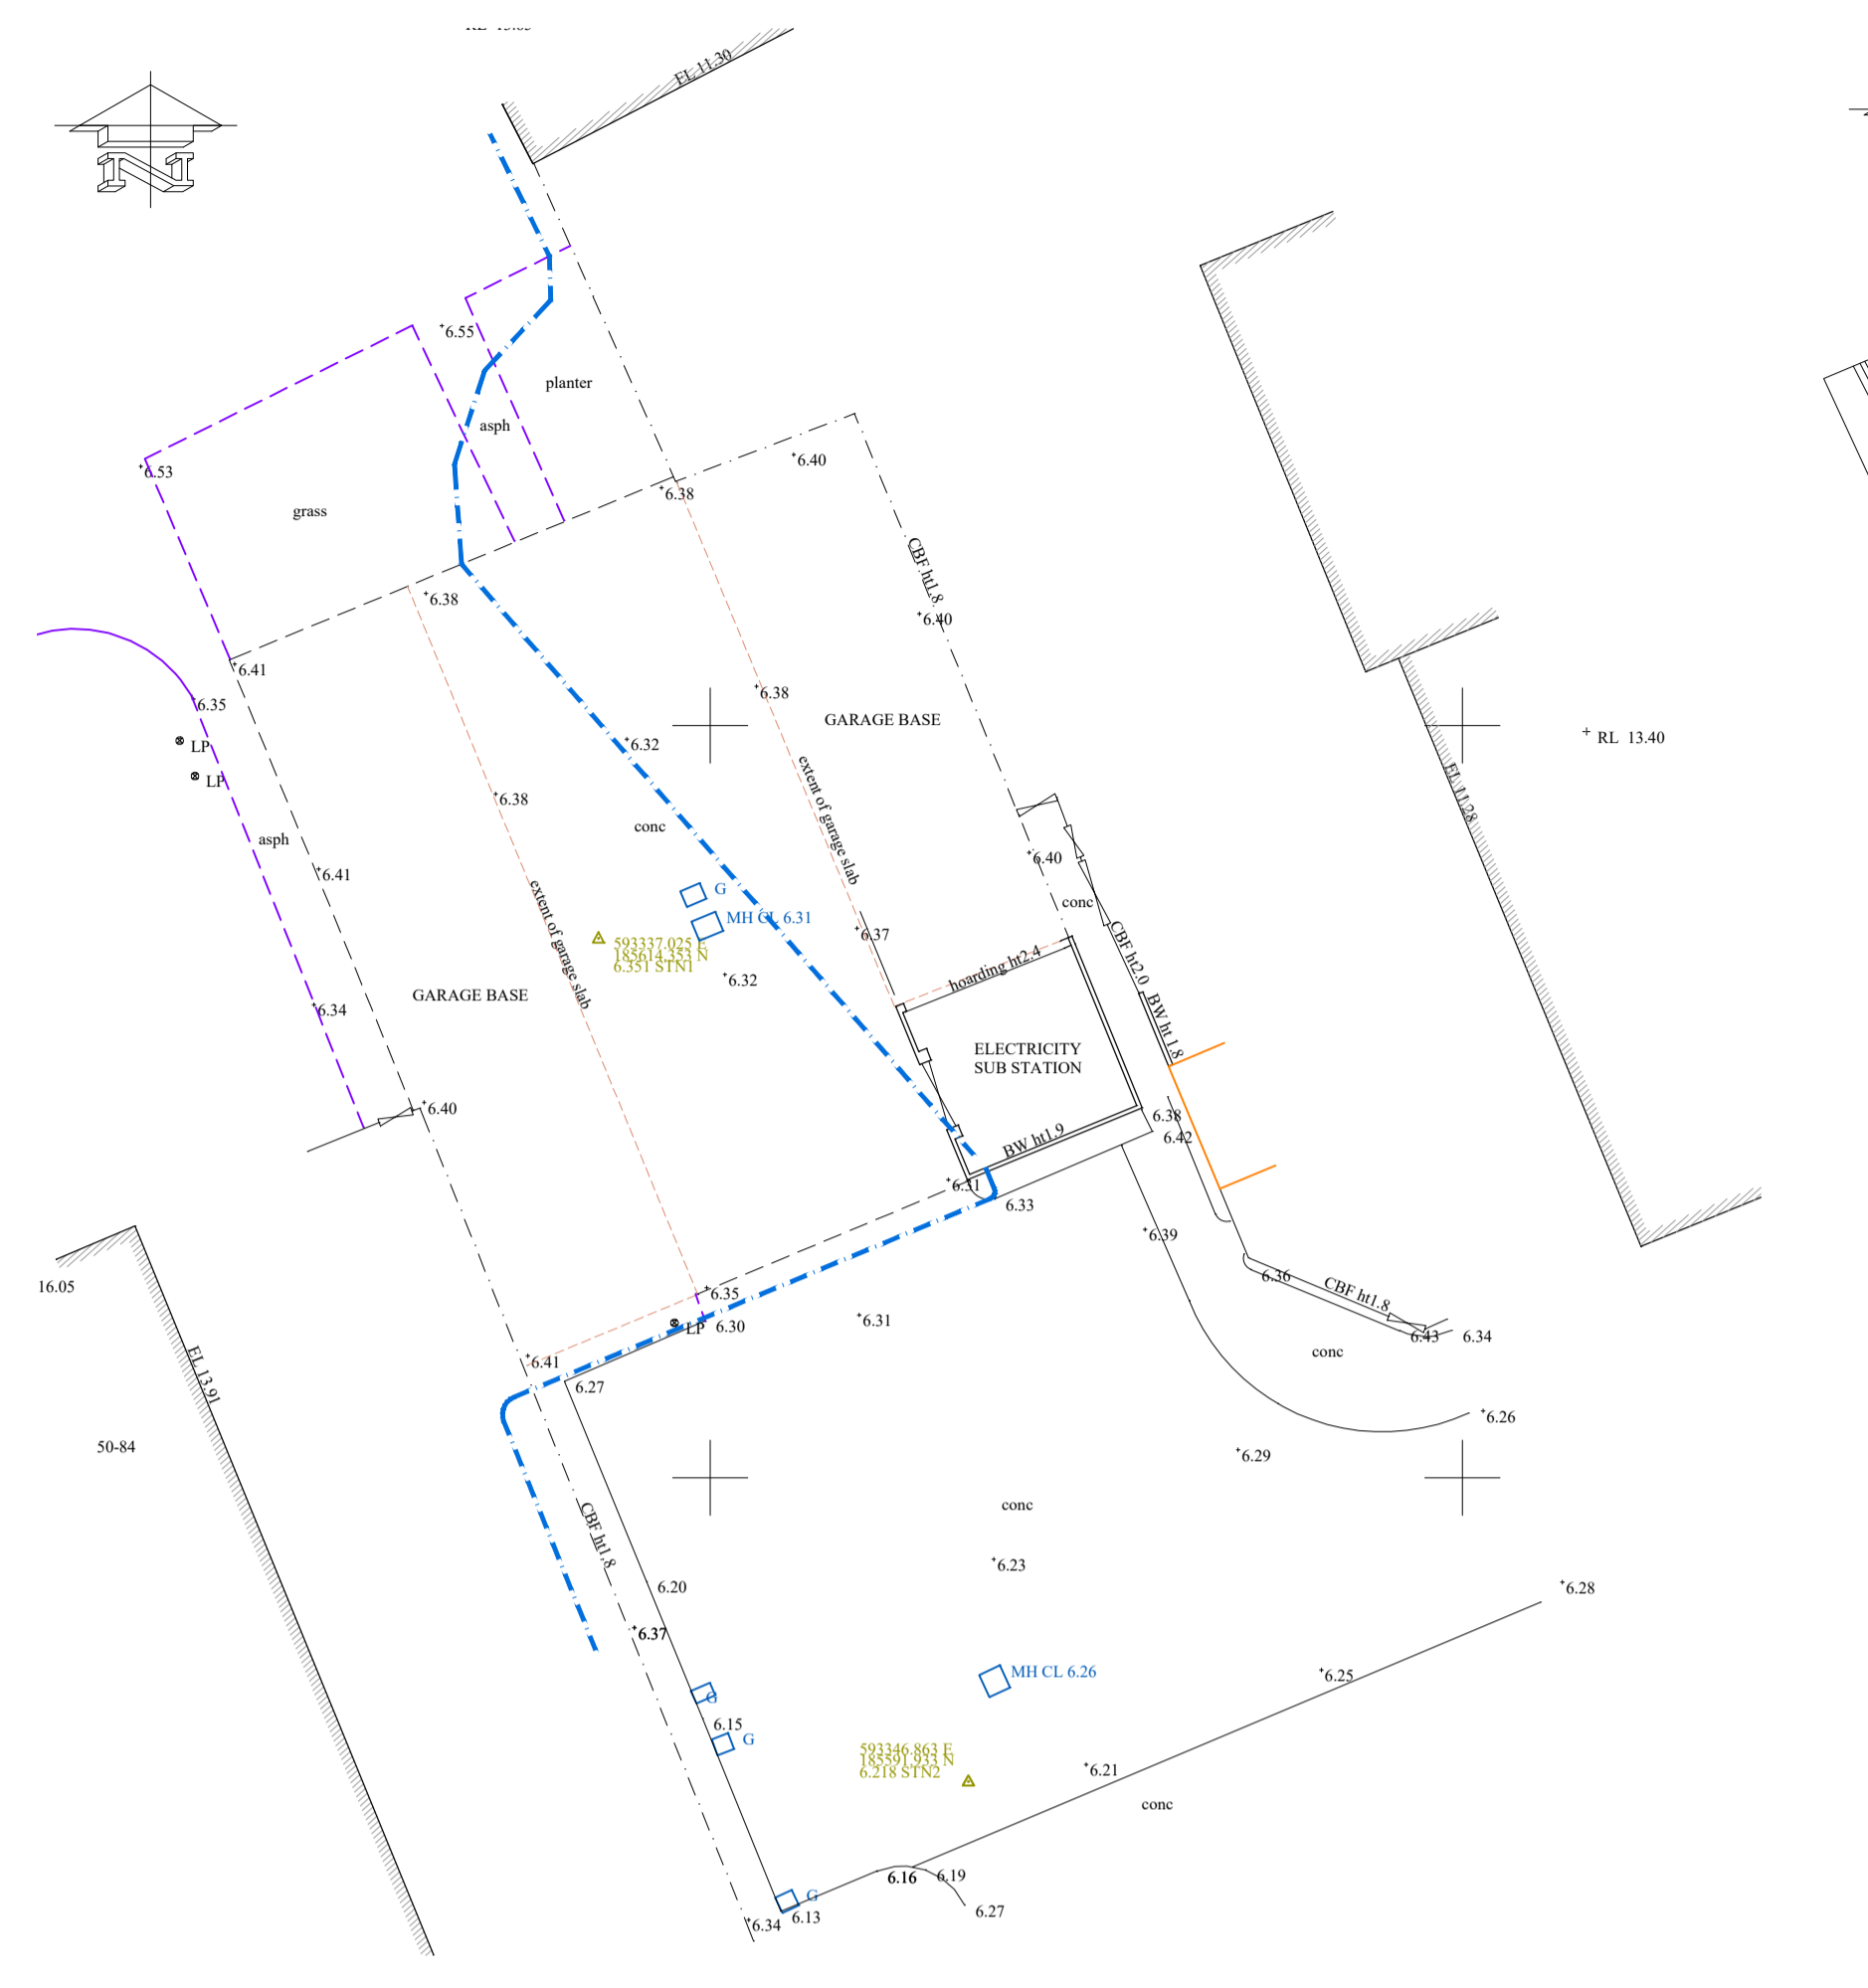 EL 11.30
N
6.55
planter
asph
6.40
6.53
6.38
grass
CBF ht1.8
6.38
6.40
6.41
6.38
6.35
GARAGE BASE
RL 13.40
LP
6.32
LP
extent of garage slab
EL 11.28
6.38
conc
asph
6.40
6.41
G
conc
MH CL 6.31
extent of garage slab
6.37
CBF ht2.0
593337.025 E
185614.353 N
6.351 STN1
hoarding ht2.4
6.32
GARAGE BASE
BW ht 1.8
6.34
ELECTRICITY
SUB STATION
6.40
6.38
6.42
BW ht1.9
6.31
6.33
6.39
6.36
16.05
6.35
CBF ht1.8
LP
6.30
6.31
6.43
6.34
conc
6.41
EL 13.91
6.27
6.26
50-84
6.29
conc
CBF ht1.8
6.23
6.20
6.28
6.37
MH CL 6.26
6.25
G
6.15
G
593346.863 E
185591.933 N
6.218 STN2
6.21
conc
6.16
6.19
G
6.13
6.27
6.34